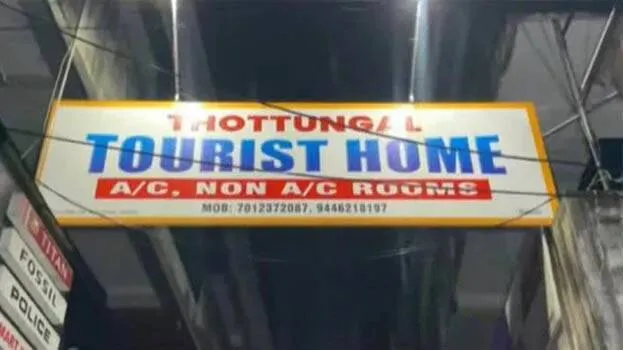 THOTTUNGAL
TOURIST HOME
A/C. NON A/C ROOMS
MOB: 7012372087, 9446218197
TITAN
FOSSIL
POLICE